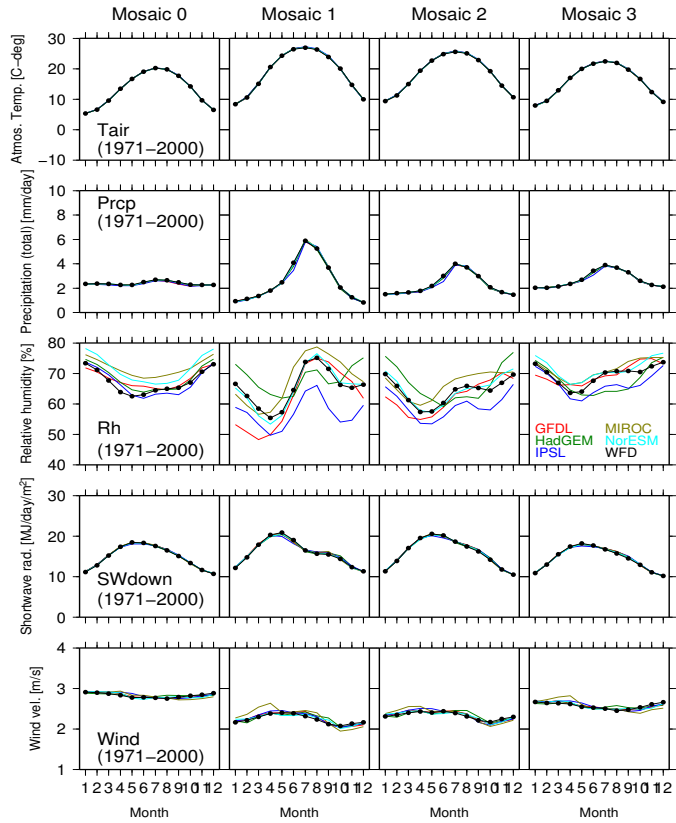 Mosaic 0 Mosaic 1 Mosaic 2 Mosaic 3
Atmos. Temp. [C−deg]
30
20
10
0
−10
Tair
(1971−2000)
Precipitation (total) [mm/day]
10
8
6
4
2
0
Prcp
(1971−2000)
Relative humidity [%]
80
70
60
50
40
Rh
(1971−2000)
GFDL MIROC
HadGEM NorESM
IPSL WFD
Shortwave rad. [MJ/day/m²]
30
20
10
0
SWdown
(1971−2000)
Wind vel. [m/s]
4
3
2
1
Wind
(1971−2000)
1 2 3 4 5 6 7 8 9 10 11 12 1 2 3 4 5 6 7 8 9 10 11 12 1 2 3 4 5 6 7 8 9 10 11 12 1 2 3 4 5 6 7 8 9 10 11 12
Month Month Month Month